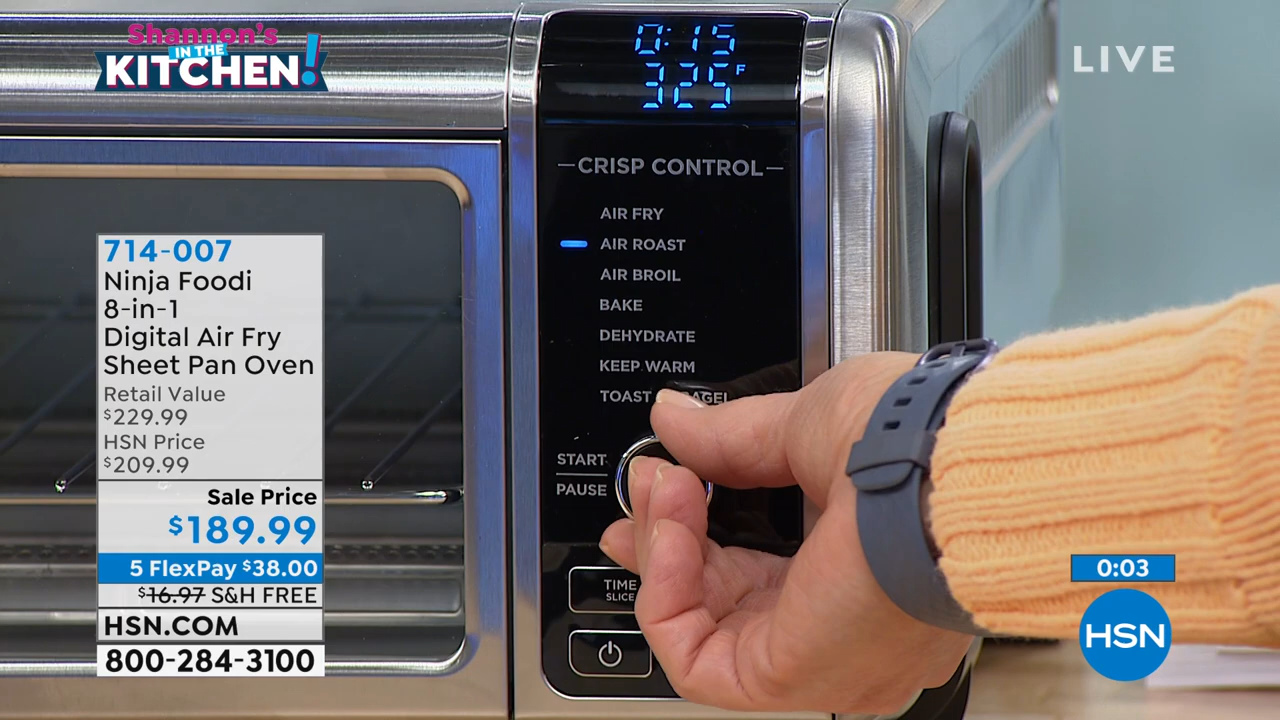 Shannon's
IN THE
KITCHEN!
LIVE
0:15
325F
CRISP CONTROL
AIR FRY
AIR ROAST
AIR BROIL
BAKE
DEHYDRATE
KEEP WARM
TOAST
START
PAUSE
TIME
SLICE
714-007
Ninja Foodi
8-in-1
Digital Air Fry
Sheet Pan Oven
Retail Value
$229.99
HSN Price
$209.99
Sale Price
$189.99
5 FlexPay $38.00
$16.97 S&H FREE
HSN.COM
800-284-3100
0:03
HSN